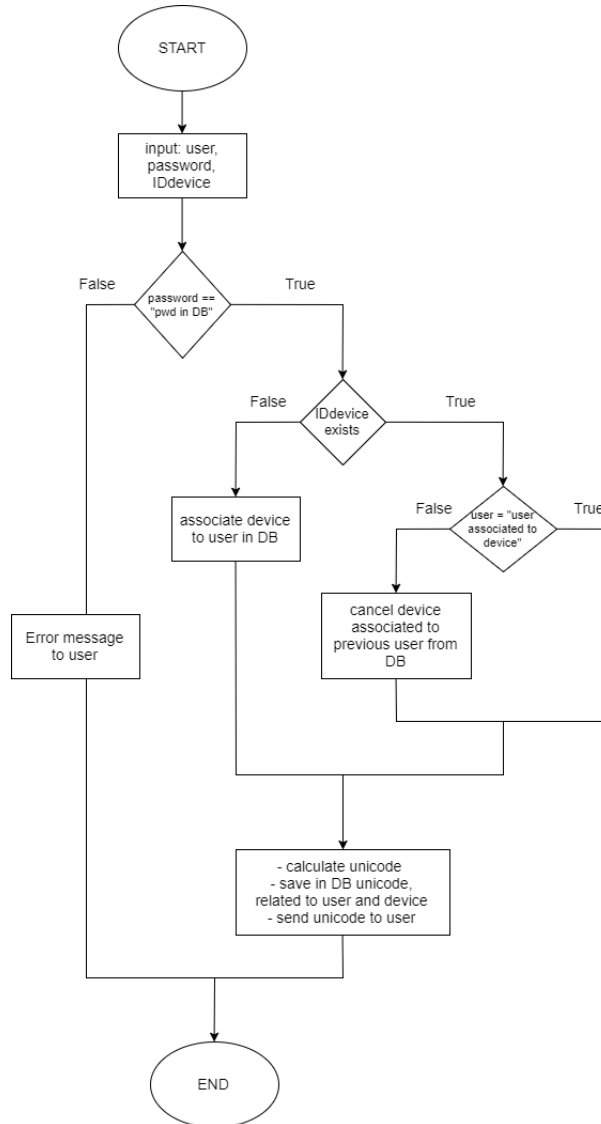 START
input: user,
password,
IDdevice
False
True
password ==
"pwd in DB"
False
True
IDdevice
exists
False
True
user = "user
associated to
device"
associate device
to user in DB
cancel device
associated to
previous user from
DB
Error message
to user
- calculate unicode
- save in DB unicode,
related to user and device
- send unicode to user
END